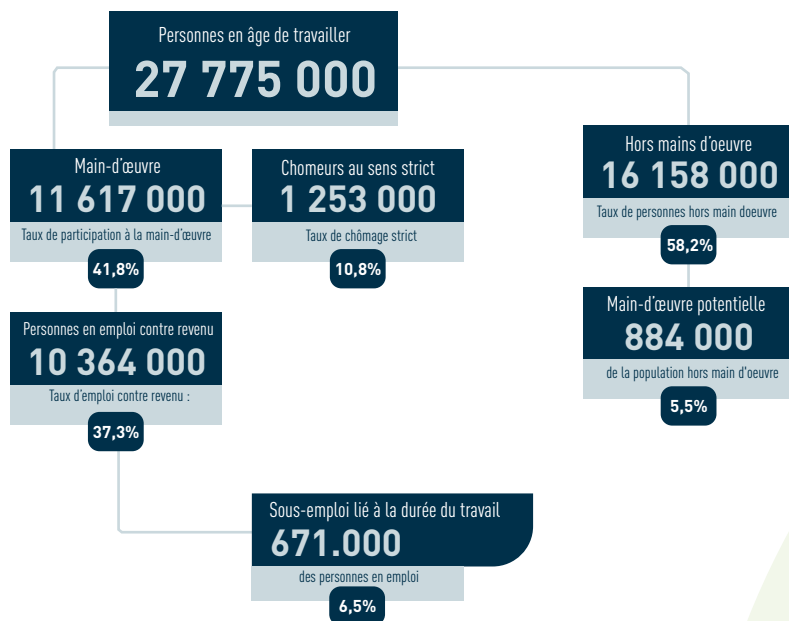 Personnes en âge de travailler
27 775 000
Main-d'œuvre
11 617 000
Taux de participation à la main-d'œuvre
41,8%
Chomeurs au sens strict
1 253 000
Taux de chômage strict
10,8%
Hors mains d'oeuvre
16 158 000
Taux de personnes hors main doeuvre
58,2%
Personnes en emploi contre revenu
10 364 000
Taux d'emploi contre revenu :
37,3%
Main-d'œuvre potentielle
884 000
de la population hors main d'oeuvre
5,5%
Sous-emploi lié à la durée du travail
671.000
des personnes en emploi
6,5%